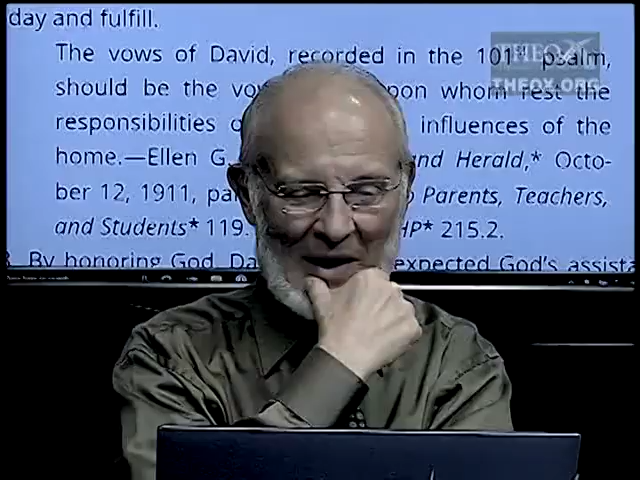 day and fulfill.
The vows of David, recorded in the 101st psalm,
should be the vo upon whom rest the
responsibilities influences of the
home.—Ellen G. and Herald,* Octo-
ber 12, 1911, Parents, Teachers,
and Students* 119. HP* 215.2.
By honoring God, Da expected God's assista
THEOX
THEOX.ORG